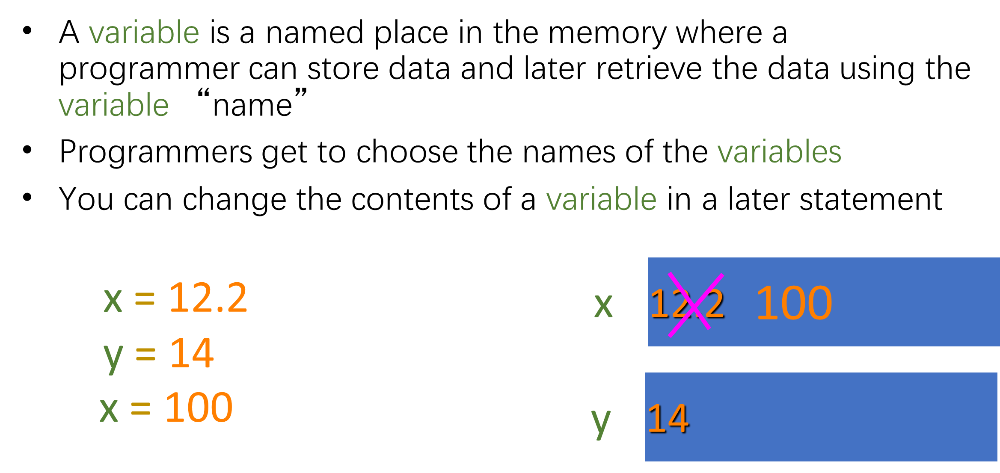 • A variable is a named place in the memory where a
programmer can store data and later retrieve the data using the
variable “name”
• Programmers get to choose the names of the variables
• You can change the contents of a variable in a later statement
x = 12.2
y = 14
x = 100
x 12.2 100
y 14